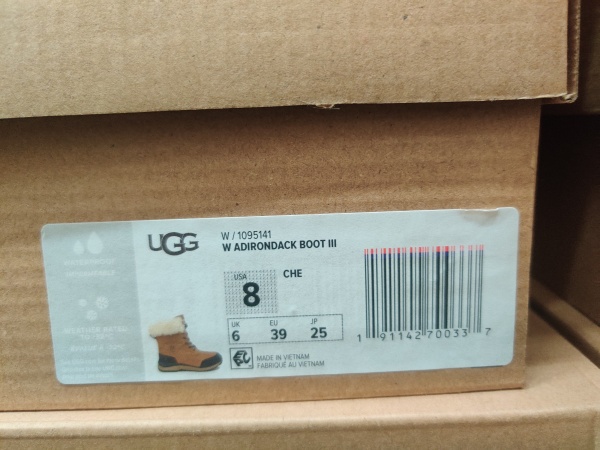 UGG
W / 1095141
W ADIRONDACK BOOT III
USA
8
CHE
UK EU JP
6 39 25
MADE IN VIETNAM
FABRIQUÉ AU VIETNAM
1 91142 70033 7
WATERPROOF